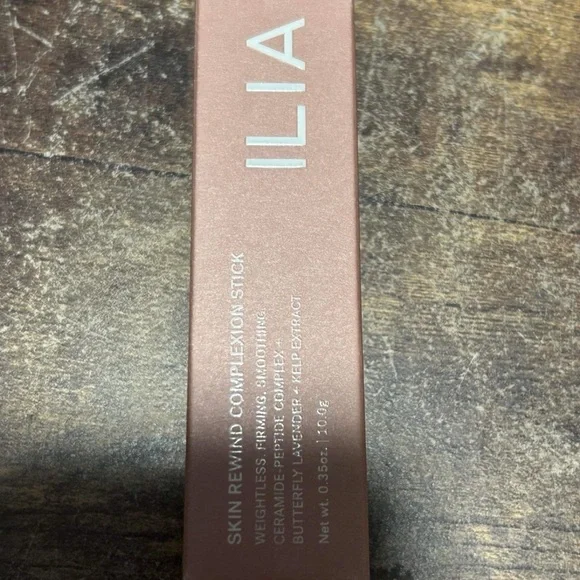 ILIA
SKIN REWIND COMPLEXION STICK
WEIGHTLESS. FIRMING. SMOOTHING.
CERAMIDE-PEPTIDE COMPLEX +
BUTTERFLY LAVENDER + KELP EXTRACT
Net wt. 0.35oz. | 10.0g